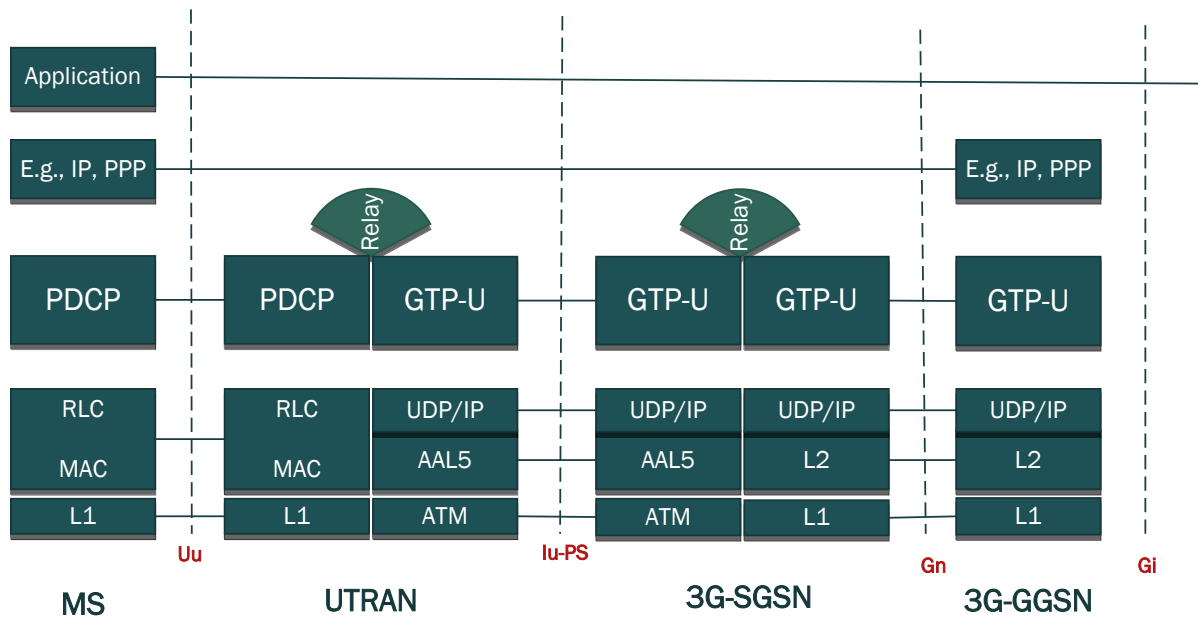 Application
E.g., IP, PPP
E.g., IP, PPP
Relay
Relay
PDCP
PDCP
GTP-U
GTP-U
GTP-U
GTP-U
RLC
RLC
UDP/IP
UDP/IP
UDP/IP
UDP/IP
MAC
MAC
AAL5
AAL5
L2
L2
L1
L1
ATM
ATM
L1
L1
Uu
Iu-PS
Gn
Gi
MS
UTRAN
3G-SGSN
3G-GGSN